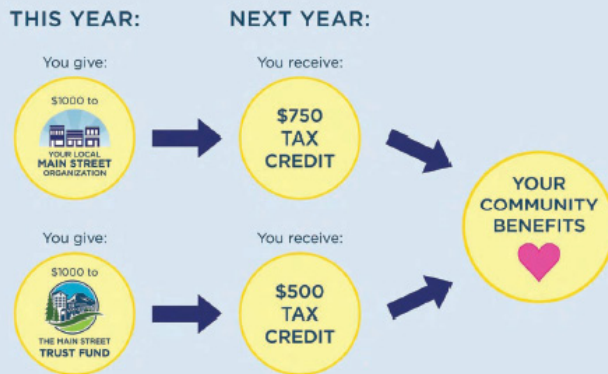 THIS YEAR:
NEXT YEAR:
You give:
You receive:
$1000 to
YOUR LOCAL
MAIN STREET
ORGANIZATION
$750
TAX
CREDIT
YOUR
COMMUNITY
BENEFITS
You give:
You receive:
$1000 to
THE MAIN STREET
TRUST FUND
$500
TAX
CREDIT